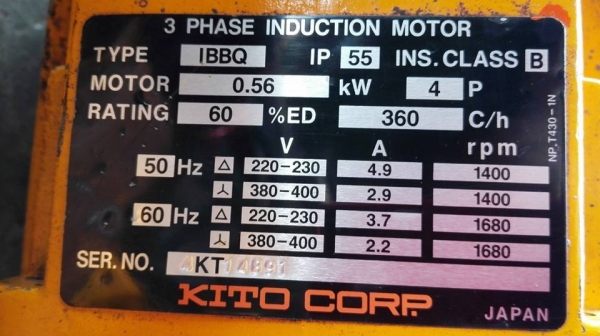 3 PHASE INDUCTION MOTOR
TYPE IBBQ IP 55 INS. CLASS B
MOTOR 0.56 kW 4 P
RATING 60 %ED 360 C/h
V A rpm
50 Hz △ 220-230 4.9 1400
⅄ 380-400 2.9 1400
60 Hz △ 220-230 3.7 1680
⅄ 380-400 2.2 1680
SER. NO. 4KT14891
KITO CORP.
JAPAN
NP.T430-1N